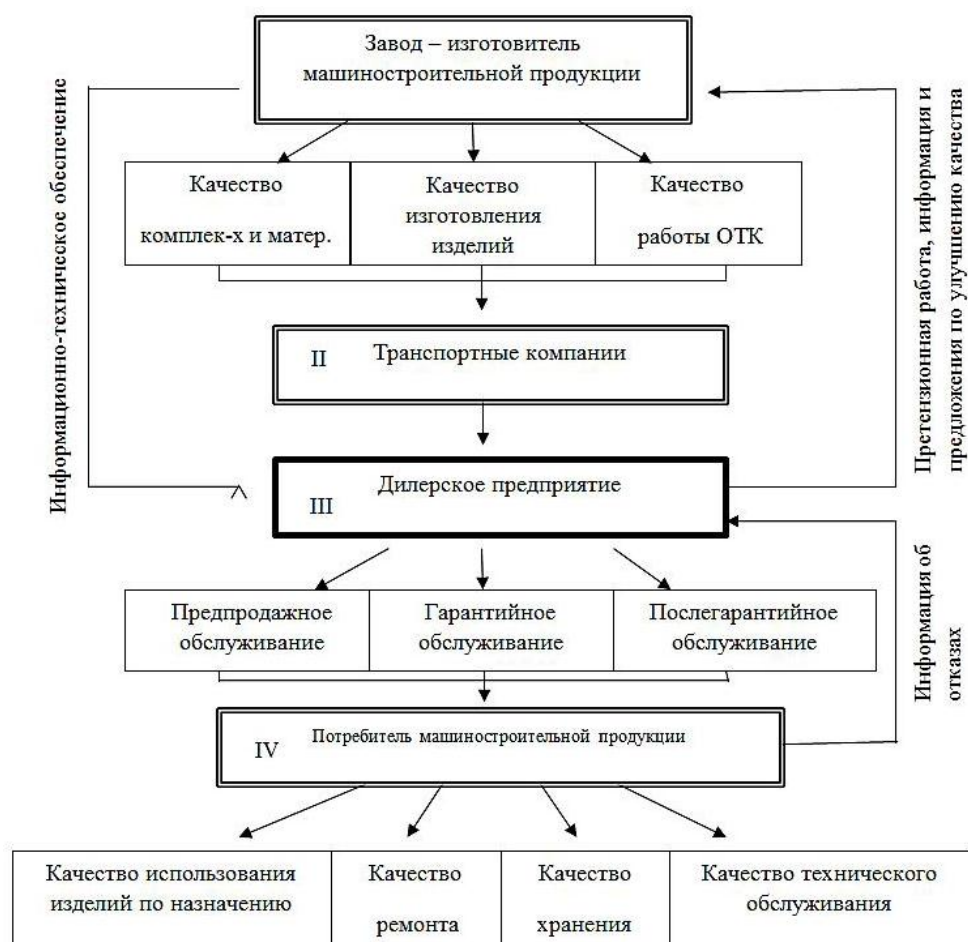 Завод – изготовитель
машиностроительной продукции
Информационно-техническое обеспечение
Претензионная работа, информация и
предложения по улучшению качества
Качество
комплек-х и матер.
Качество
изготовления
изделий
Качество
работы ОТК
II Транспортные компании
III Дилерское предприятие
Информация об
отказах
Предпродажное
обслуживание
Гарантийное
обслуживание
Послегарантийное
обслуживание
IV Потребитель машиностроительной продукции
Качество использования
изделий по назначению
Качество
ремонта
Качество
хранения
Качество технического
обслуживания